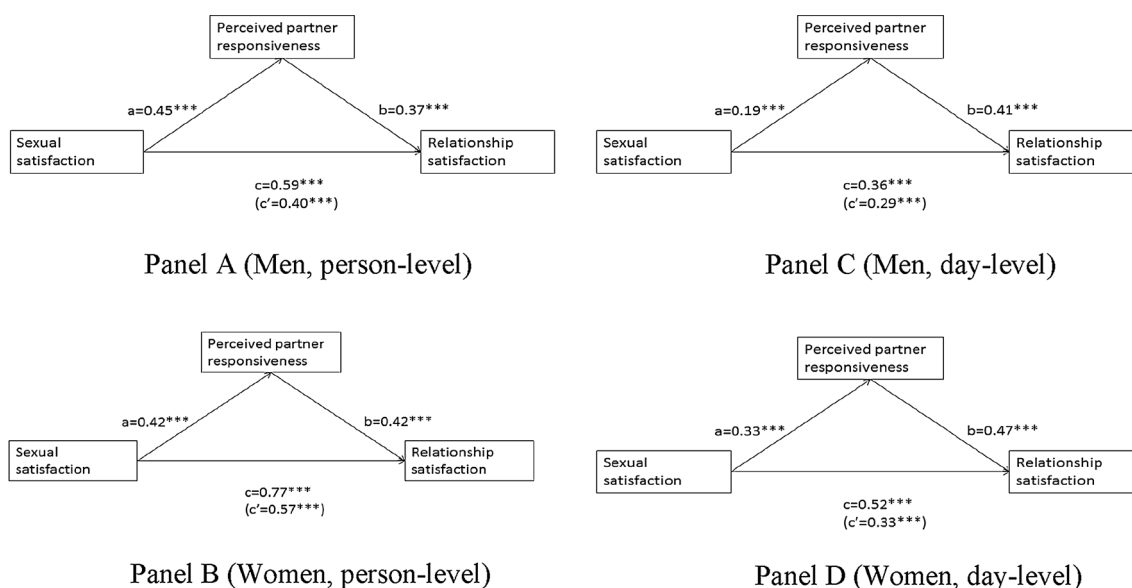 Perceived partner
responsiveness
a=0.45***
b=0.37***
Sexual
satisfaction
Relationship
satisfaction
c=0.59***
(c’=0.40***)
Panel A (Men, person-level)
Perceived partner
responsiveness
a=0.19***
b=0.41***
Sexual
satisfaction
Relationship
satisfaction
c=0.36***
(c’=0.29***)
Panel C (Men, day-level)
Perceived partner
responsiveness
a=0.42***
b=0.42***
Sexual
satisfaction
Relationship
satisfaction
c=0.77***
(c’=0.57***)
Panel B (Women, person-level)
Perceived partner
responsiveness
a=0.33***
b=0.47***
Sexual
satisfaction
Relationship
satisfaction
c=0.52***
(c’=0.33***)
Panel D (Women, day-level)